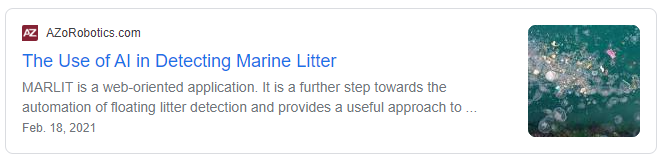 AZ AZoRobotics.com
The Use of AI in Detecting Marine Litter
MARLIT is a web-oriented application. It is a further step towards the
automation of floating litter detection and provides a useful approach to ...
Feb. 18, 2021